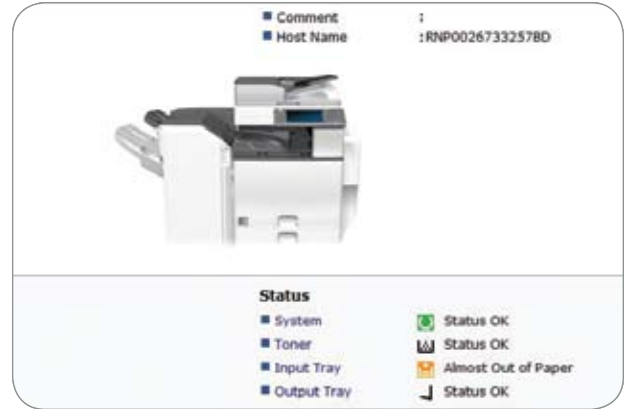 Comment :
Host Name :RNP0026733257BD
Status
System Status OK
Toner Status OK
Input Tray Almost Out of Paper
Output Tray Status OK